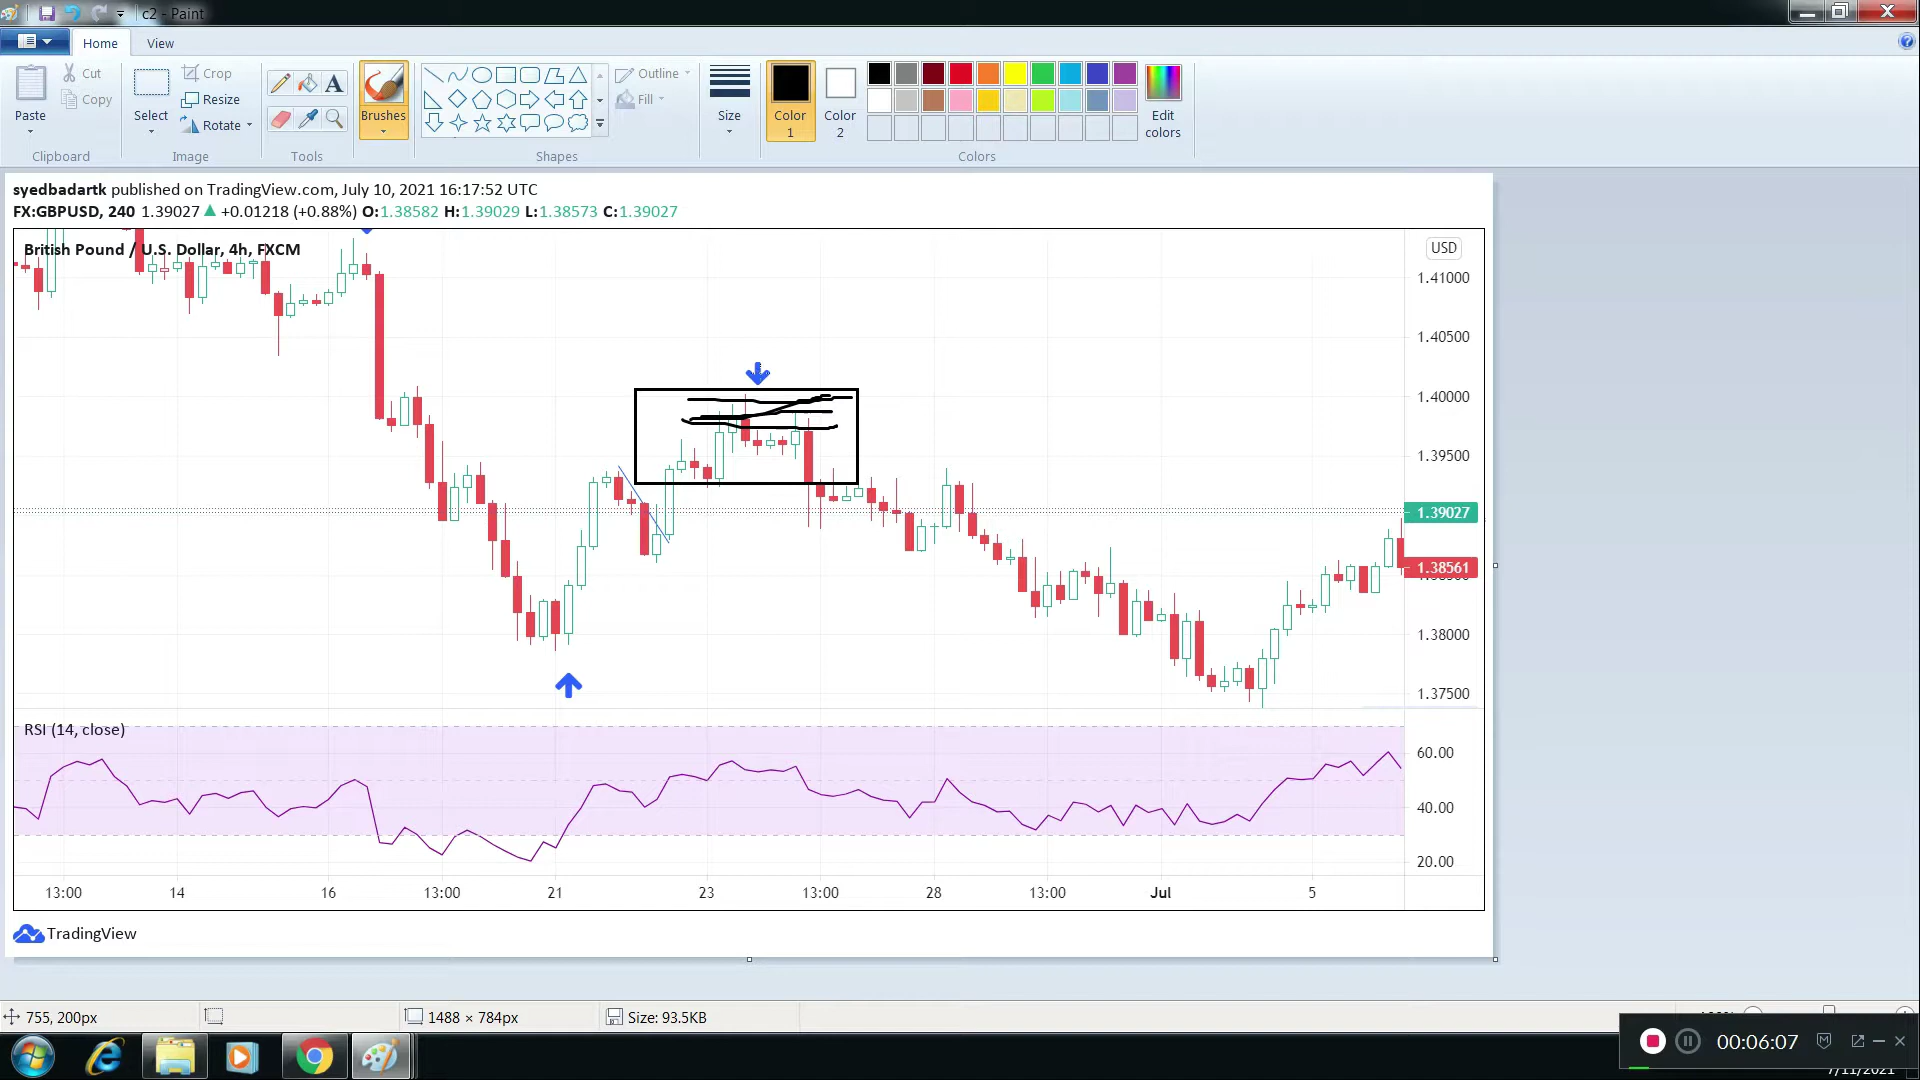 c2 - Paint
Home
View
Paste
Cut
Copy
Clipboard
Select
Crop
Resize
Rotate
Image
A
Tools
Brushes
Shapes
Outline
Fill
Size
Color 1
Color 2
Colors
Edit colors
syedbadartk published on TradingView.com, July 10, 2021 16:17:52 UTC
FX:GBPUSD, 240 1.39027 ▲ +0.01218 (+0.88%) O:1.38582 H:1.39029 L:1.38573 C:1.39027
British Pound / U.S. Dollar, 4h, FXCM
USD
1.41000
1.40500
1.40000
1.39500
1.39027
1.38561
1.38000
1.37500
RSI (14, close)
60.00
40.00
20.00
13:00 14 16 13:00 21 23 13:00 28 13:00 Jul 5
TradingView
755, 200px
1488 × 784px
Size: 93.5KB
00:06:07
7/11/2021